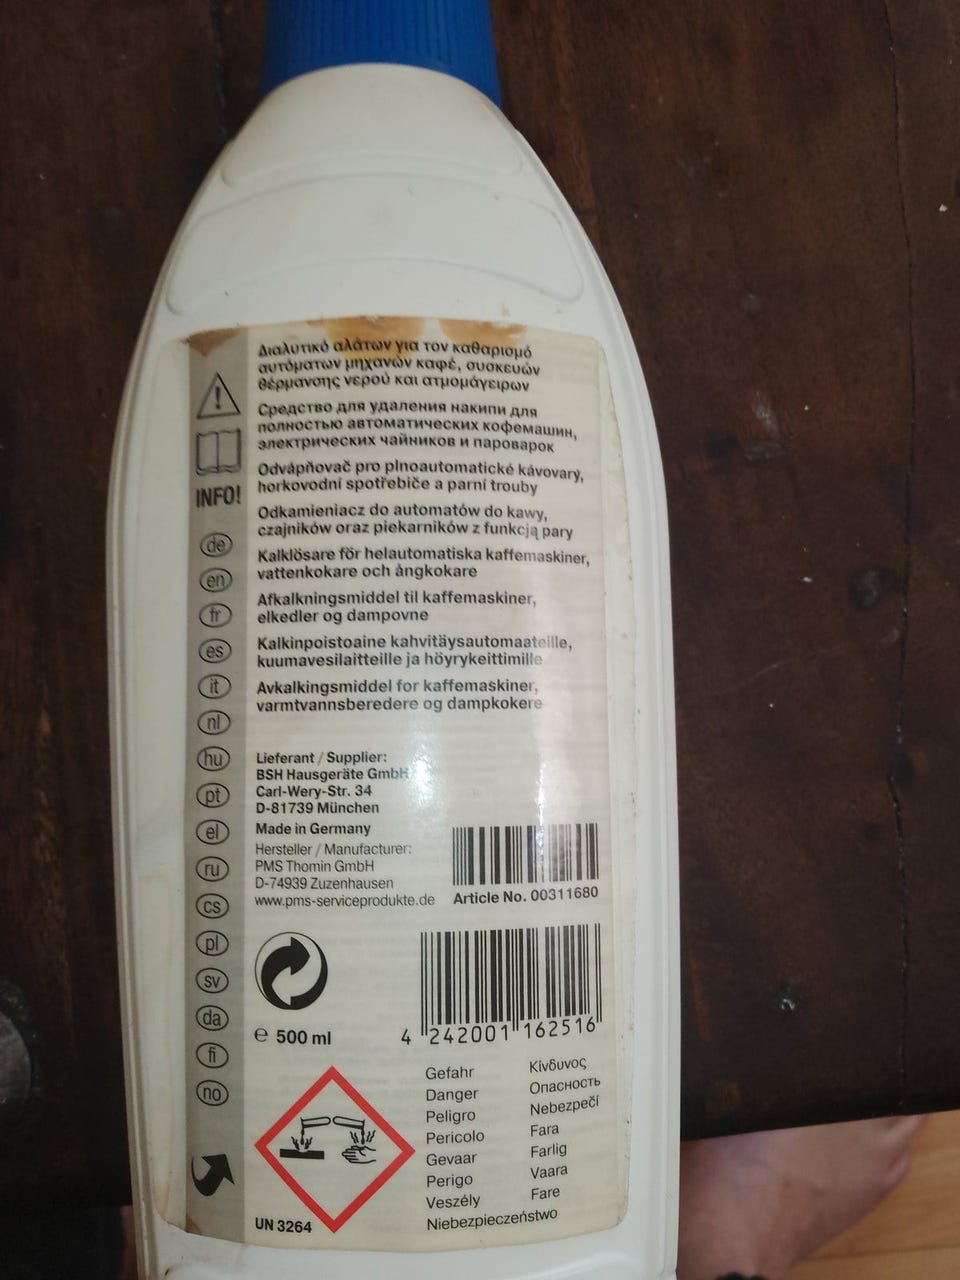 Διαλυτικό αλάτων για τον καθαρισμό
αυτόματων μηχανών καφέ, συσκευών
θέρμανσης νερού και ατμομάγειρων
Средство для удаления накипи для
полностью автоматических кофемашин,
электрических чайников и пароварок
Odvápňovač pro plnoautomatické kávovary,
horkovodní spotřebiče a parní trouby
Odkamieniacz do automatów do kawy,
czajników oraz piekarników z funkcją pary
Kalklösare för helautomatiska kaffemaskiner,
vattenkokare och ångkokare
Afkalkningsmiddel til kaffemaskiner,
elkedler og dampovne
Kalkinpoistoaine kahvitäysautomaateille,
kuumavesilaitteille ja höyrykeittimille
Avkalkingsmiddel for kaffemaskiner,
varmtvannsberedere og dampkokere
INFO!
de
en
fr
es
it
nl
hu
pt
el
ru
cs
pl
sv
da
fi
no
Lieferant / Supplier:
BSH Hausgeräte GmbH
Carl-Wery-Str. 34
D-81739 München
Made in Germany
Hersteller / Manufacturer:
PMS Thomin GmbH
D-74939 Zuzenhausen
www.pms-serviceprodukte.de
Article No. 00311680
4 242001 162516
e 500 ml
Gefahr
Danger
Peligro
Pericolo
Gevaar
Perigo
Veszély
Niebezpieczeństwo
Κίνδυνος
Опасность
Nebezpečí
Fara
Farlig
Vaara
Fare
UN 3264